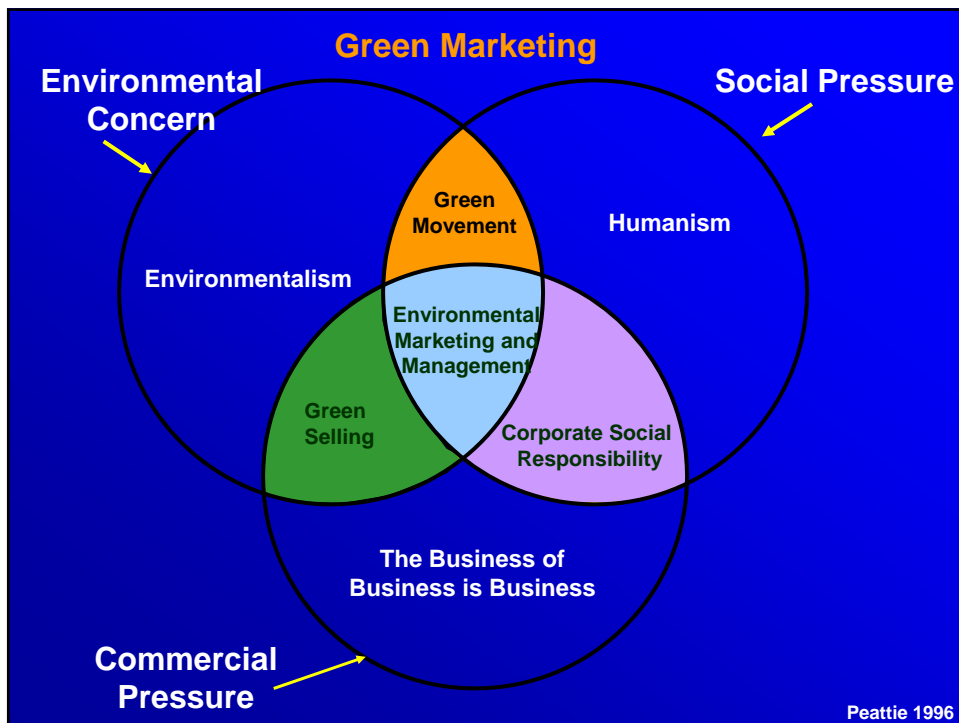 Green Marketing
Environmental
Concern
Social Pressure
Green
Movement
Humanism
Environmentalism
Environmental
Marketing and
Management
Green
Selling
Corporate Social
Responsibility
The Business of
Business is Business
Commercial
Pressure
Peattie 1996